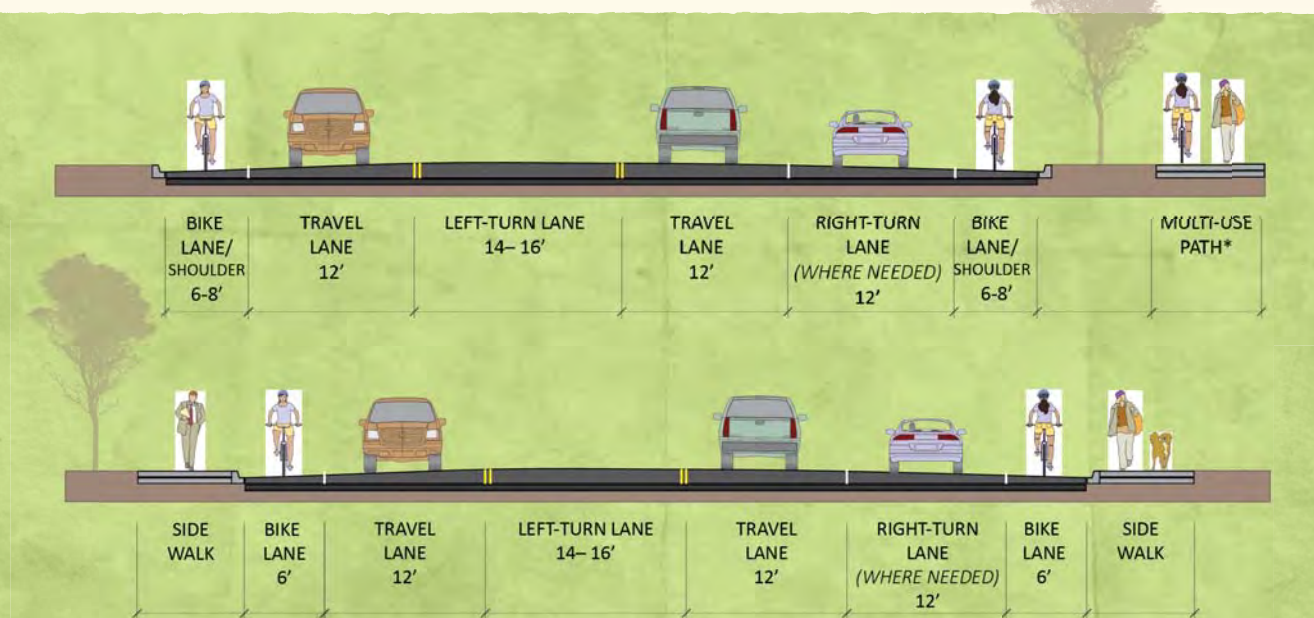 BIKE
LANE/
SHOULDER
6-8'
TRAVEL
LANE
12'
LEFT-TURN LANE
14– 16'
TRAVEL
LANE
12'
RIGHT-TURN
LANE
(WHERE NEEDED)
12'
BIKE
LANE/
SHOULDER
6-8'
MULTI-USE
PATH*
SIDE
WALK
BIKE
LANE
6'
TRAVEL
LANE
12'
LEFT-TURN LANE
14– 16'
TRAVEL
LANE
12'
RIGHT-TURN
LANE
(WHERE NEEDED)
12'
BIKE
LANE
6'
SIDE
WALK